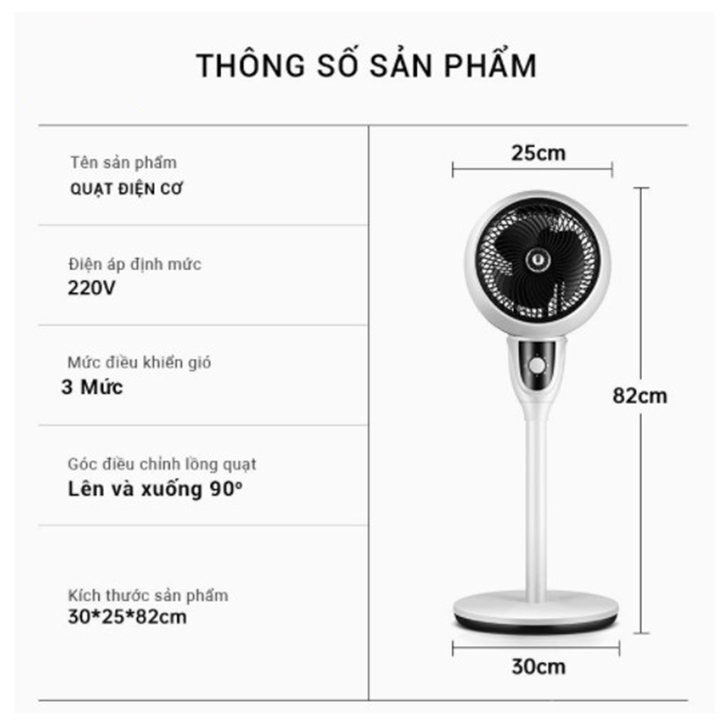 THÔNG SỐ SẢN PHẨM
Tên sản phẩm
QUẠT ĐIỆN CƠ
Điện áp định mức
220V
Mức điều khiển gió
3 Mức
Góc điều chỉnh lồng quạt
Lên và xuống 90º
Kích thước sản phẩm
30*25*82cm
25cm
82cm
30cm